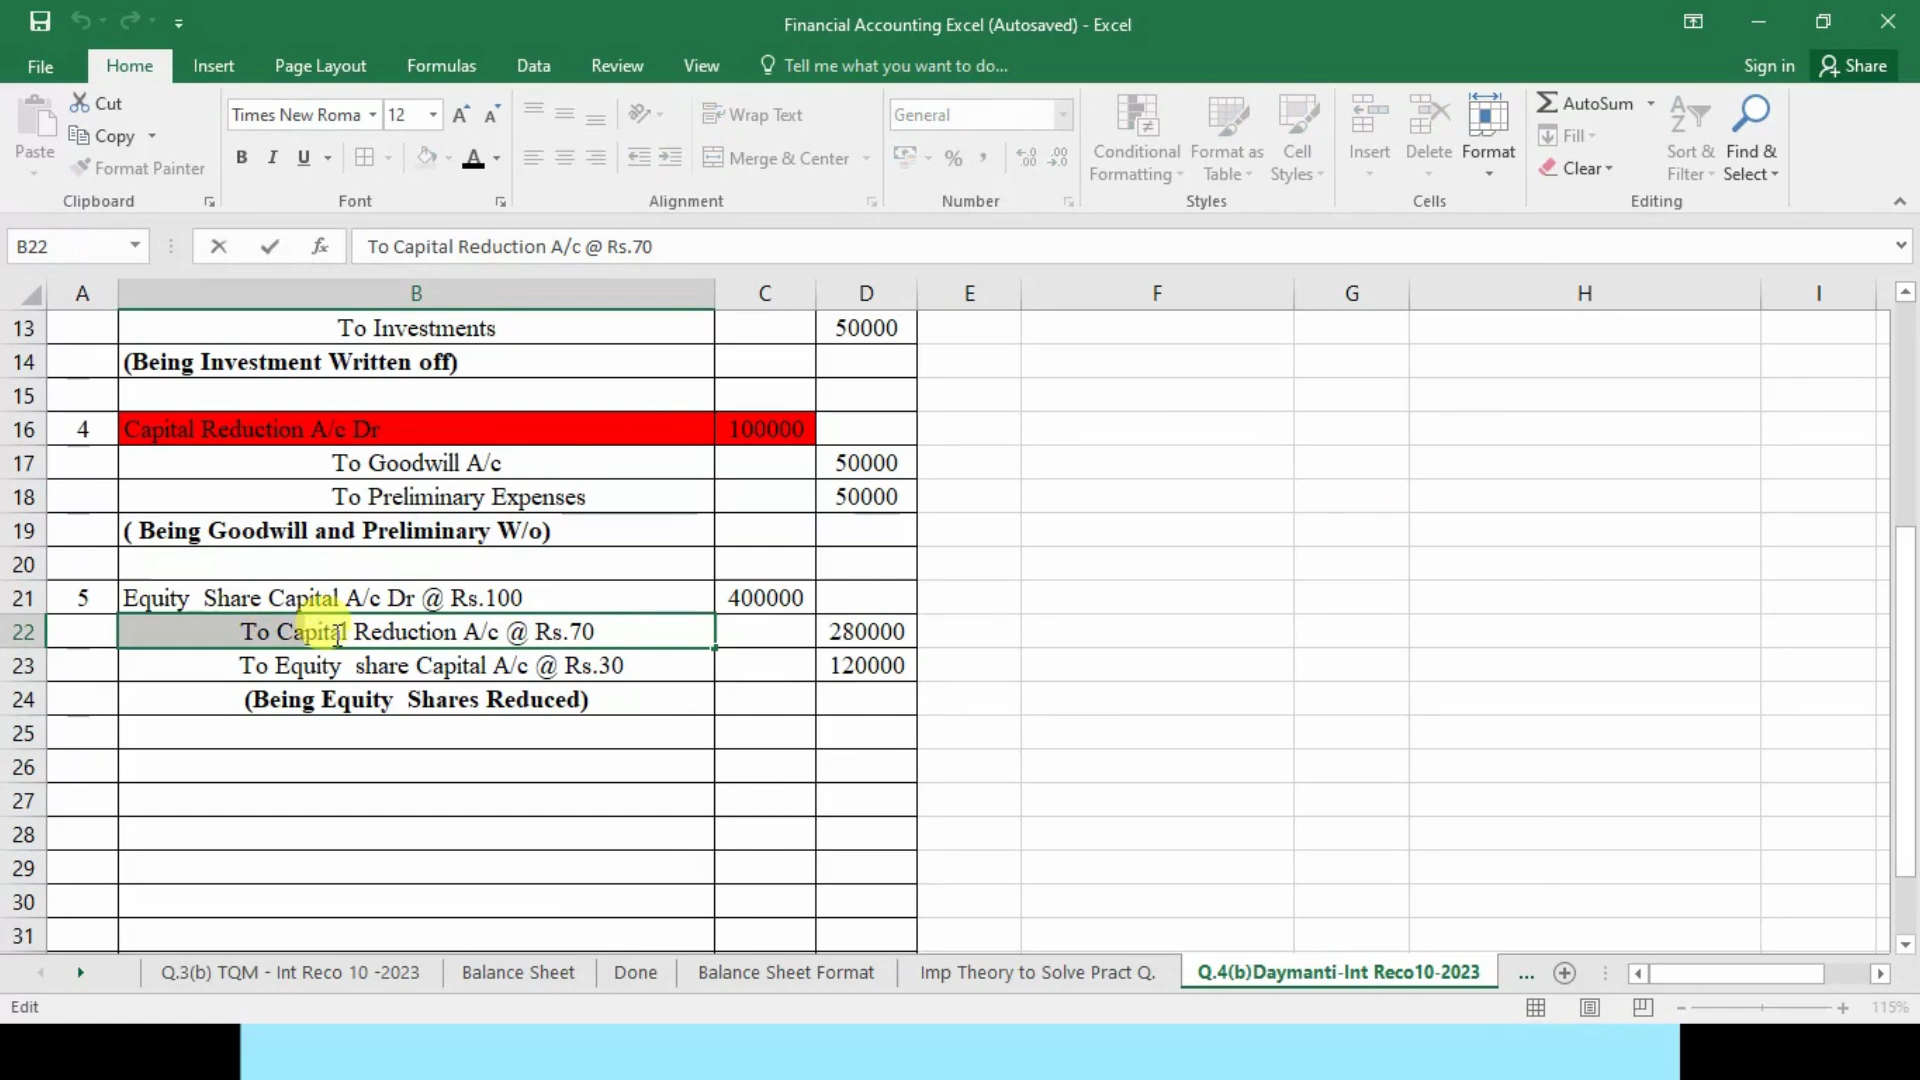 Financial Accounting Excel (Autosaved) - Excel
File Home Insert Page Layout Formulas Data Review View Tell me what you want to do... Sign in Share
Paste Cut Copy Format Painter
Times New Roma 12
B I U A
Wrap Text
Merge & Center
General
%
Conditional Formatting
Format as Table
Cell Styles
Insert Delete Format
AutoSum
Fill
Clear
Sort & Filter
Find & Select
Clipboard Font Alignment Number Styles Cells Editing
B22 fx To Capital Reduction A/c @ Rs.70
A B C D E F G H I
13 To Investments 50000
14 (Being Investment Written off)
15
16 4 Capital Reduction A/c Dr 100000
17 To Goodwill A/c 50000
18 To Preliminary Expenses 50000
19 ( Being Goodwill and Preliminary W/o)
20
21 5 Equity Share Capital A/c Dr @ Rs.100 400000
22 To Capital Reduction A/c @ Rs.70 280000
23 To Equity share Capital A/c @ Rs.30 120000
24 (Being Equity Shares Reduced)
25
26
27
28
29
30
31
Q.3(b) TQM - Int Reco 10 -2023 Balance Sheet Done Balance Sheet Format Imp Theory to Solve Pract Q. Q.4(b)Daymanti-Int Reco10-2023 ...
Edit 115%